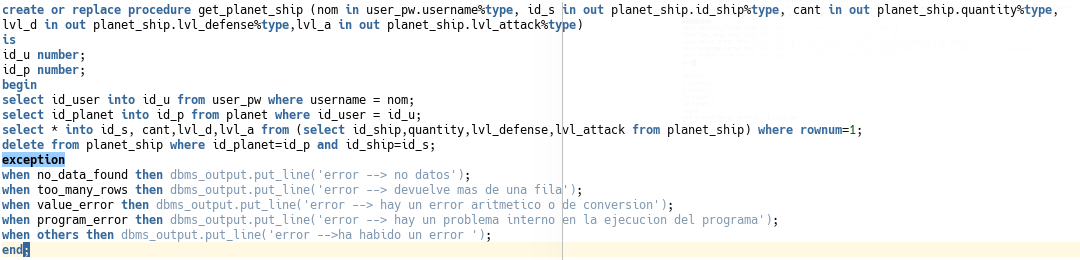 create or replace procedure get_planet_ship (nom in user_pw.username%type, id_s in out planet_ship.id_ship%type, cant in out planet_ship.quantity%type,
lvl_d in out planet_ship.lvl_defense%type,lvl_a in out planet_ship.lvl_attack%type)
is
id_u number;
id_p number;
begin
select id_user into id_u from user_pw where username = nom;
select id_planet into id_p from planet where id_user = id_u;
select * into id_s, cant,lvl_d,lvl_a from (select id_ship,quantity,lvl_defense,lvl_attack from planet_ship) where rownum=1;
delete from planet_ship where id_planet=id_p and id_ship=id_s;
exception
when no_data_found then dbms_output.put_line('error --> no datos');
when too_many_rows then dbms_output.put_line('error --> devuelve mas de una fila');
when value_error then dbms_output.put_line('error --> hay un error aritmetico o de conversion');
when program_error then dbms_output.put_line('error --> hay un problema interno en la ejecucion del programa');
when others then dbms_output.put_line('error -->ha habido un error ');
end;